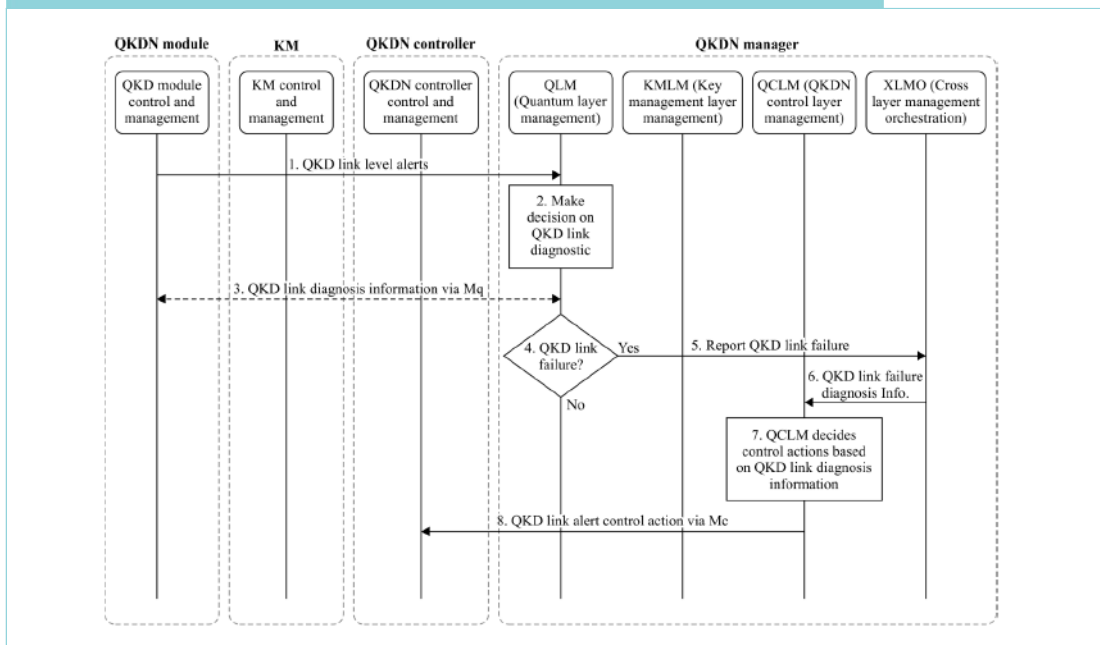 QKDN module
KM
QKDN controller
QKDN manager
QKD module
control and
management
KM control
and
management
QKDN controller
control and
management
QLM
(Quantum layer
management)
KMLM (Key
management layer
management)
QCLM (QKDN
control layer
management)
XLMO (Cross
layer management
orchestration)
1. QKD link level alerts
2. Make
decision on
QKD link
diagnostic
3. QKD link diagnosis information via Mq
4. QKD link
failure?
Yes
No
5. Report QKD link failure
6. QKD link failure
diagnosis Info.
7. QCLM decides
control actions based
on QKD link diagnosis
information
8. QKD link alert control action via Mc